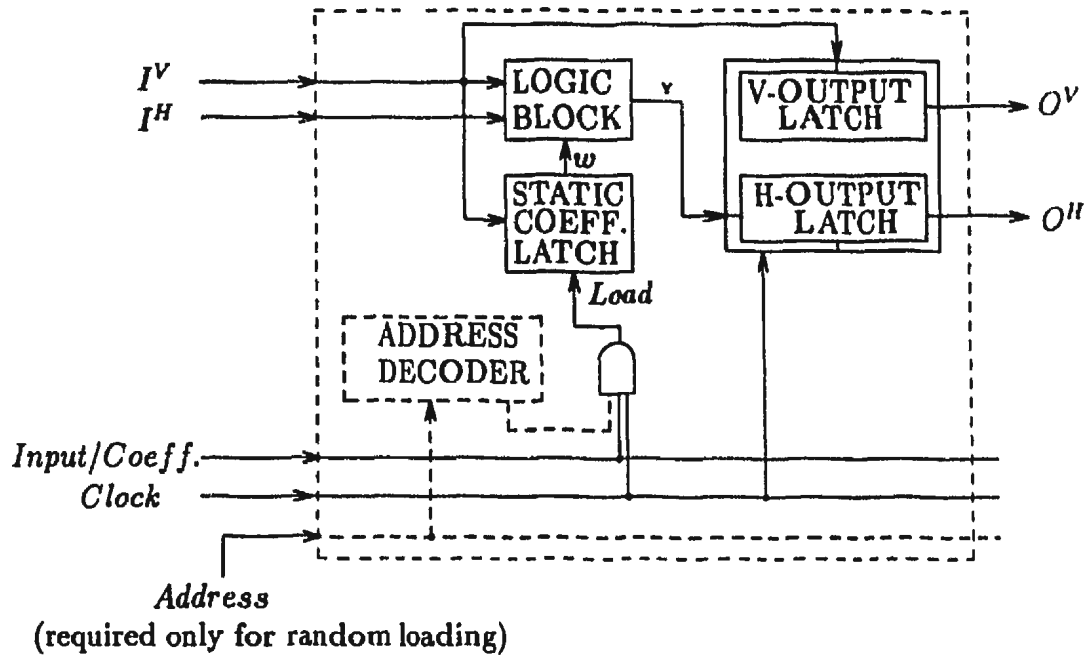 I^V
I^H
LOGIC
BLOCK
Y
w
STATIC
COEFF.
LATCH
V-OUTPUT
LATCH
O^V
H-OUTPUT
LATCH
O^H
Load
ADDRESS
DECODER
Input/Coeff.
Clock
Address
(required only for random loading)